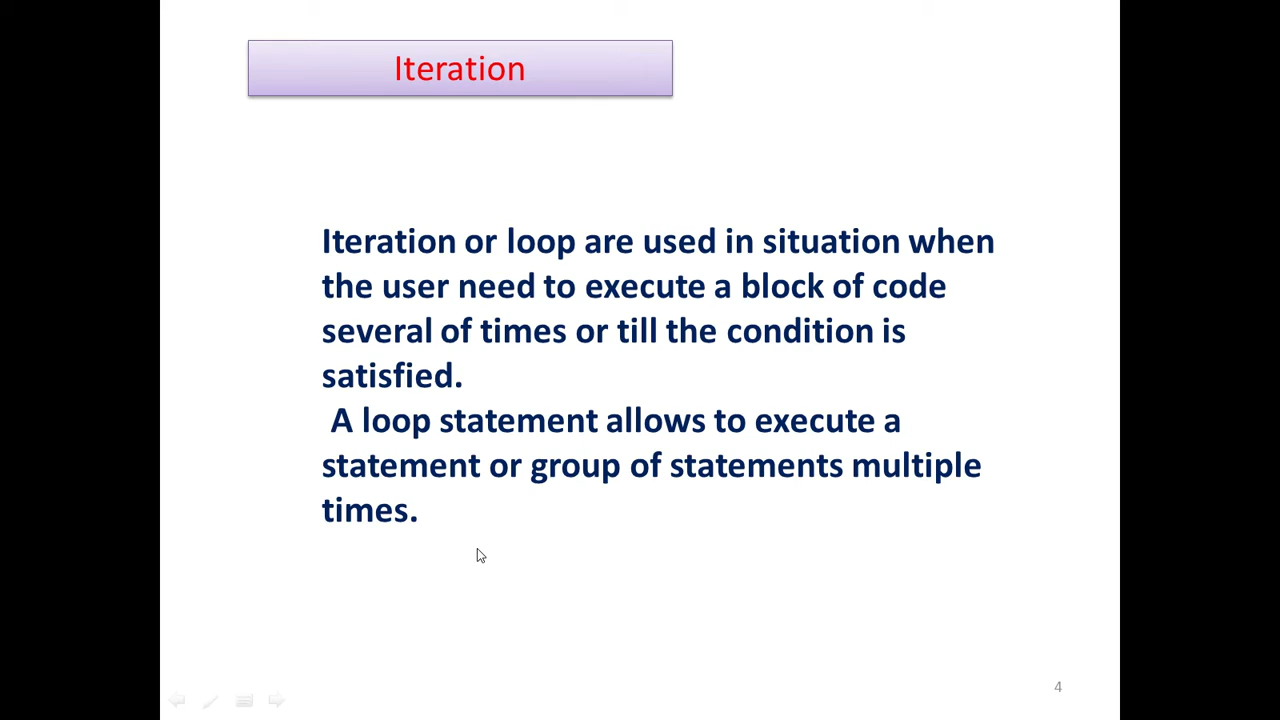 Iteration
Iteration or loop are used in situation when
the user need to execute a block of code
several of times or till the condition is
satisfied.
A loop statement allows to execute a
statement or group of statements multiple
times.
4